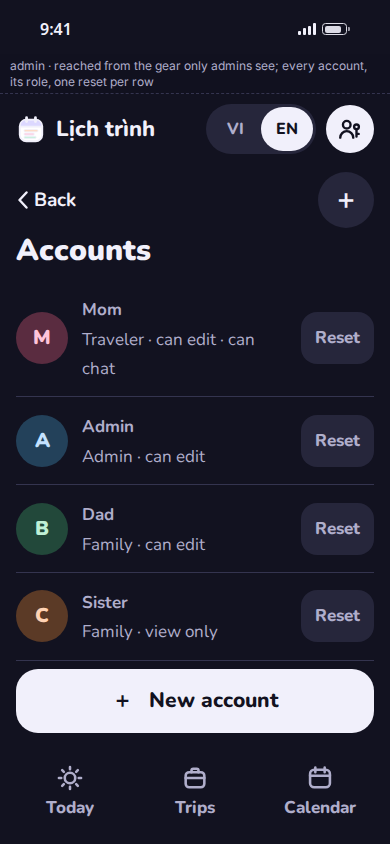 9:41
admin · reached from the gear only admins see; every account,
its role, one reset per row
Lịch trình
VI
EN
Back
+
Accounts
M
Mom
Traveler · can edit · can
chat
Reset
A
Admin
Admin · can edit
Reset
B
Dad
Family · can edit
Reset
C
Sister
Family · view only
Reset
+ New account
Today
Trips
Calendar